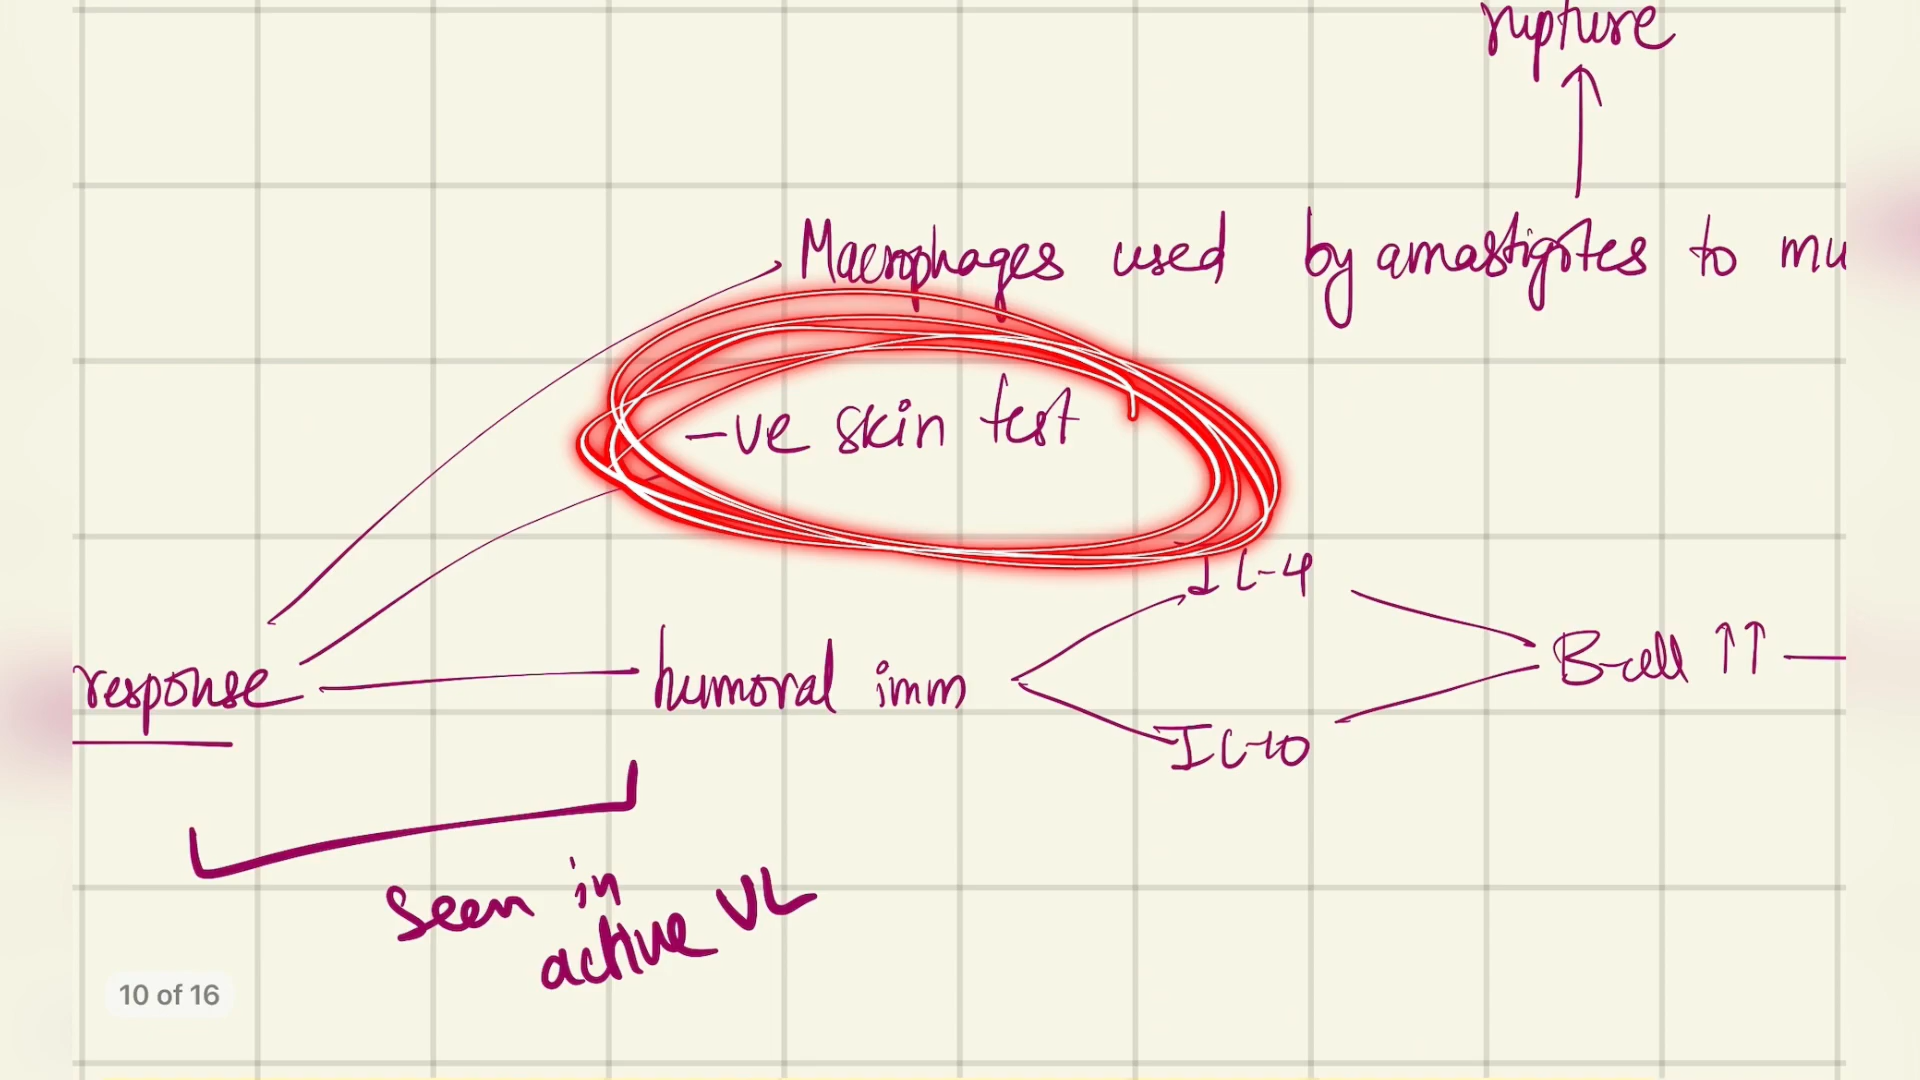 rupture
Macrophages used by amastigotes to mu
-ve skin test
IL-4
B-cell ↑↑
response
humoral imm
IL-10
Seen in
active VL
10 of 16